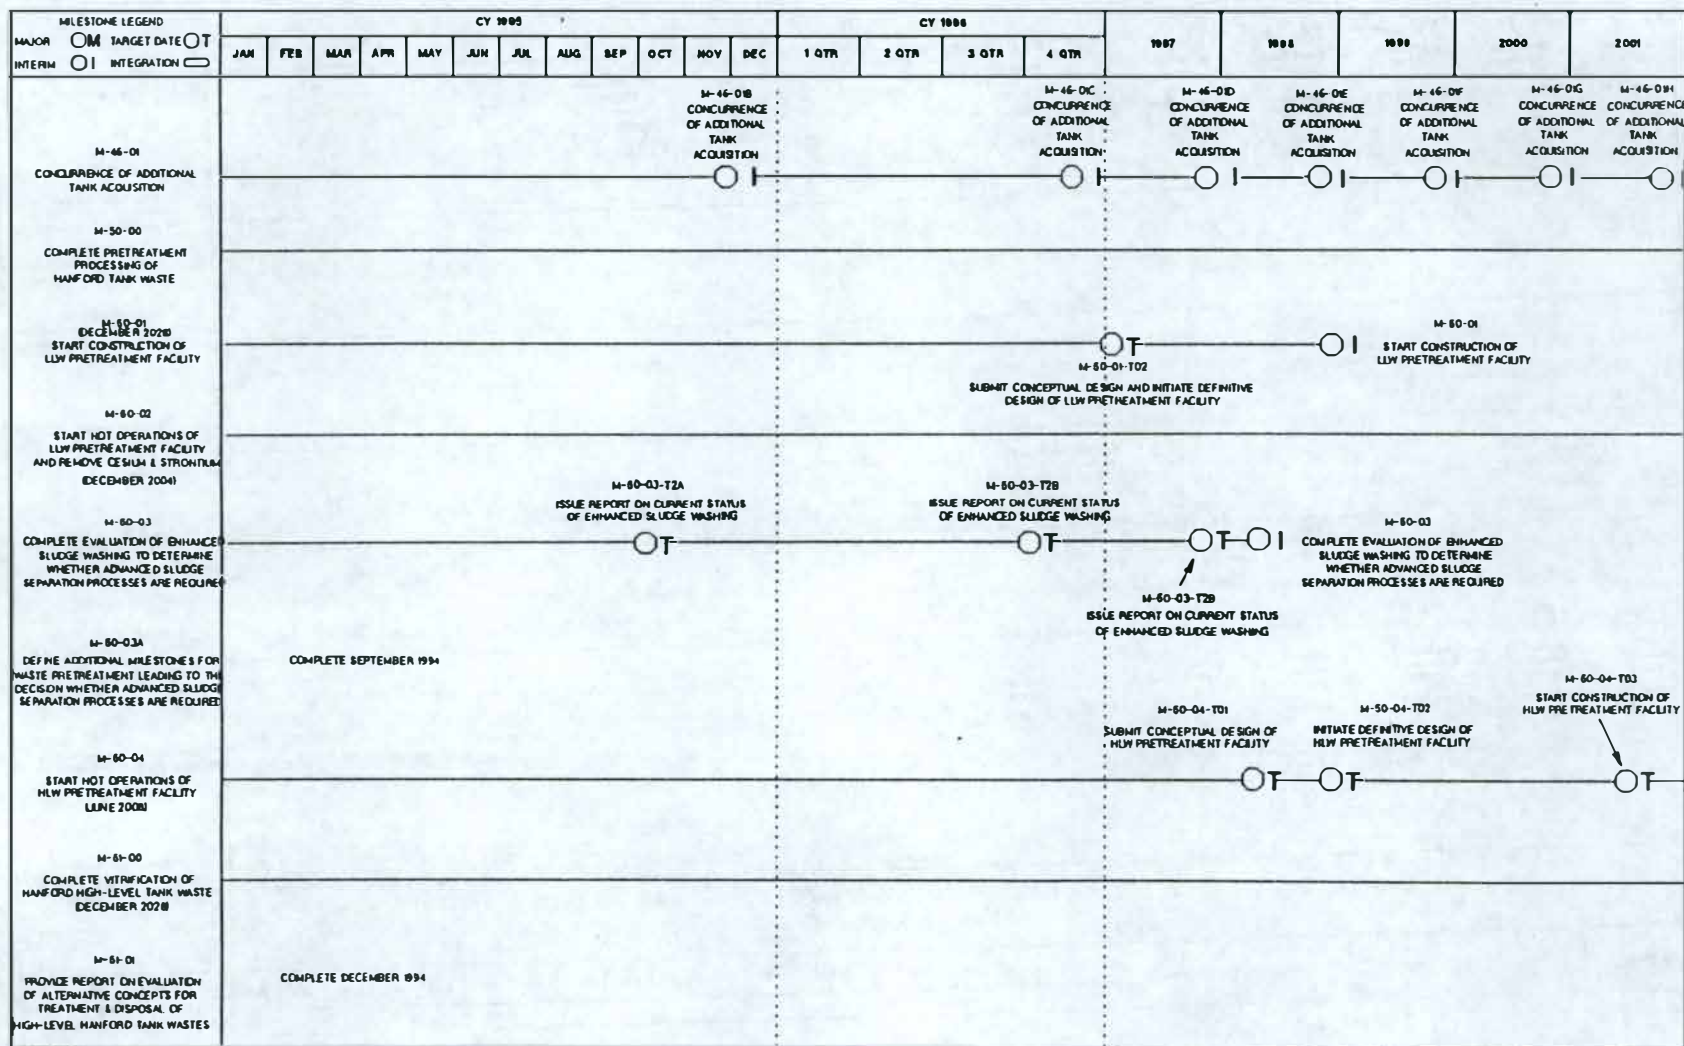 MILESTONE LEGEND
MAJOR OM TARGET DATE OT
INTERIM OI INTEGRATION
CY 1995
CY 1996
1997
1998
1999
2000
2001
JAN FEB MAR APR MAY JUN JUL AUG SEP OCT NOV DEC
1 QTR 2 QTR 3 QTR 4 QTR
M-46-01
CONCURRENCE OF ADDITIONAL
TANK ACQUISITION
M-46-01B
CONCURRENCE
OF ADDITIONAL
TANK
ACQUISITION
I
M-46-01C
CONCURRENCE
OF ADDITIONAL
TANK
ACQUISITION
I
M-46-01D
CONCURRENCE
OF ADDITIONAL
TANK
ACQUISITION
I
M-46-01E
CONCURRENCE
OF ADDITIONAL
TANK
ACQUISITION
I
M-46-01F
CONCURRENCE
OF ADDITIONAL
TANK
ACQUISITION
I
M-46-01G
CONCURRENCE
OF ADDITIONAL
TANK
ACQUISITION
I
M-46-01H
CONCURRENCE
OF ADDITIONAL
TANK
ACQUISITION
I
M-50-00
COMPLETE PRETREATMENT
PROCESSING OF
HANFORD TANK WASTE
M-50-01
(DECEMBER 2028)
START CONSTRUCTION OF
LLW PRETREATMENT FACILITY
T
M-50-01-T02
SUBMIT CONCEPTUAL DESIGN AND INITIATE DEFINITIVE
DESIGN OF LLW PRETREATMENT FACILITY
I
M-50-01
START CONSTRUCTION OF
LLW PRETREATMENT FACILITY
M-50-02
START HOT OPERATIONS OF
LLW PRETREATMENT FACILITY
AND REMOVE CESIUM & STRONTIUM
(DECEMBER 2004)
M-50-03
COMPLETE EVALUATION OF ENHANCED
SLUDGE WASHING TO DETERMINE
WHETHER ADVANCED SLUDGE
SEPARATION PROCESSES ARE REQUIRED
M-50-03-T2A
ISSUE REPORT ON CURRENT STATUS
OF ENHANCED SLUDGE WASHING
T
M-50-03-T2B
ISSUE REPORT ON CURRENT STATUS
OF ENHANCED SLUDGE WASHING
T
T
M-50-03-T2B
ISSUE REPORT ON CURRENT STATUS
OF ENHANCED SLUDGE WASHING
I
M-50-03
COMPLETE EVALUATION OF ENHANCED
SLUDGE WASHING TO DETERMINE
WHETHER ADVANCED SLUDGE
SEPARATION PROCESSES ARE REQUIRED
M-50-03A
DEFINE ADDITIONAL MILESTONES FOR
WASTE PRETREATMENT LEADING TO THE
DECISION WHETHER ADVANCED SLUDGE
SEPARATION PROCESSES ARE REQUIRED
COMPLETE SEPTEMBER 1994
M-50-04
START HOT OPERATIONS OF
HLW PRETREATMENT FACILITY
(JUNE 2008)
M-50-04-T01
SUBMIT CONCEPTUAL DESIGN OF
HLW PRETREATMENT FACILITY
T
M-50-04-T02
INITIATE DEFINITIVE DESIGN OF
HLW PRETREATMENT FACILITY
T
M-50-04-T03
START CONSTRUCTION OF
HLW PRETREATMENT FACILITY
T
M-51-00
COMPLETE VITRIFICATION OF
HANFORD HIGH-LEVEL TANK WASTE
(DECEMBER 2028)
M-51-01
PROVIDE REPORT ON EVALUATION
OF ALTERNATIVE CONCEPTS FOR
TREATMENT & DISPOSAL OF
HIGH-LEVEL HANFORD TANK WASTES
COMPLETE DECEMBER 1994